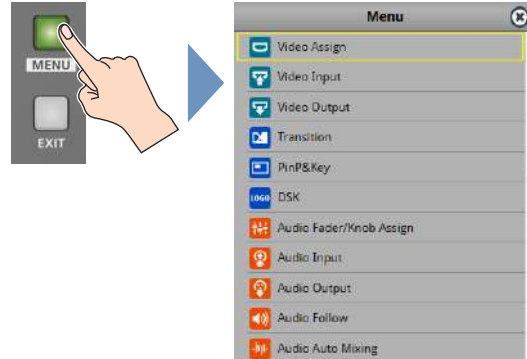 MENU
EXIT
Menu
Video Assign
Video Input
Video Output
Transition
PinP&Key
LOGO DSK
Audio Fader/Knob Assign
Audio Input
Audio Output
Audio Follow
Audio Auto Mixing